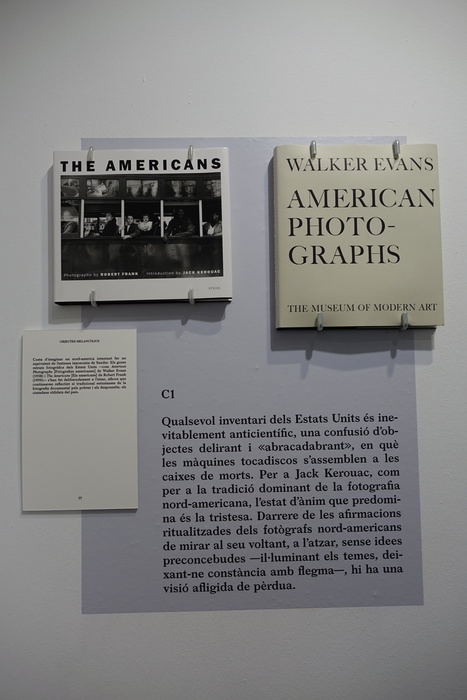 THE AMERICANS
Photographs by ROBERT FRANK Introduction by JACK KEROUAC
STEIDL
WALKER EVANS
AMERICAN
PHOTO-
GRAPHS
THE MUSEUM OF MODERN ART
OBJECTES MELANCÒLICS
C1
Qualsevol inventari dels Estats Units és ine-
vitablement anticientífic, una confusió d'ob-
jectes delirant i «abracadabrant», en què
les màquines tocadiscos s'assemblen a les
caixes de morts. Per a Jack Kerouac, com
per a la tradició dominant de la fotografia
nord-americana, l'estat d'ànim que predomi-
na és la tristesa. Darrere de les afirmacions
ritualitzades dels fotògrafs nord-americans
de mirar al seu voltant, a l'atzar, sense idees
preconcebudes —il·luminant els temes, dei-
xant-ne constància amb flegma—, hi ha una
visió afligida de pèrdua.